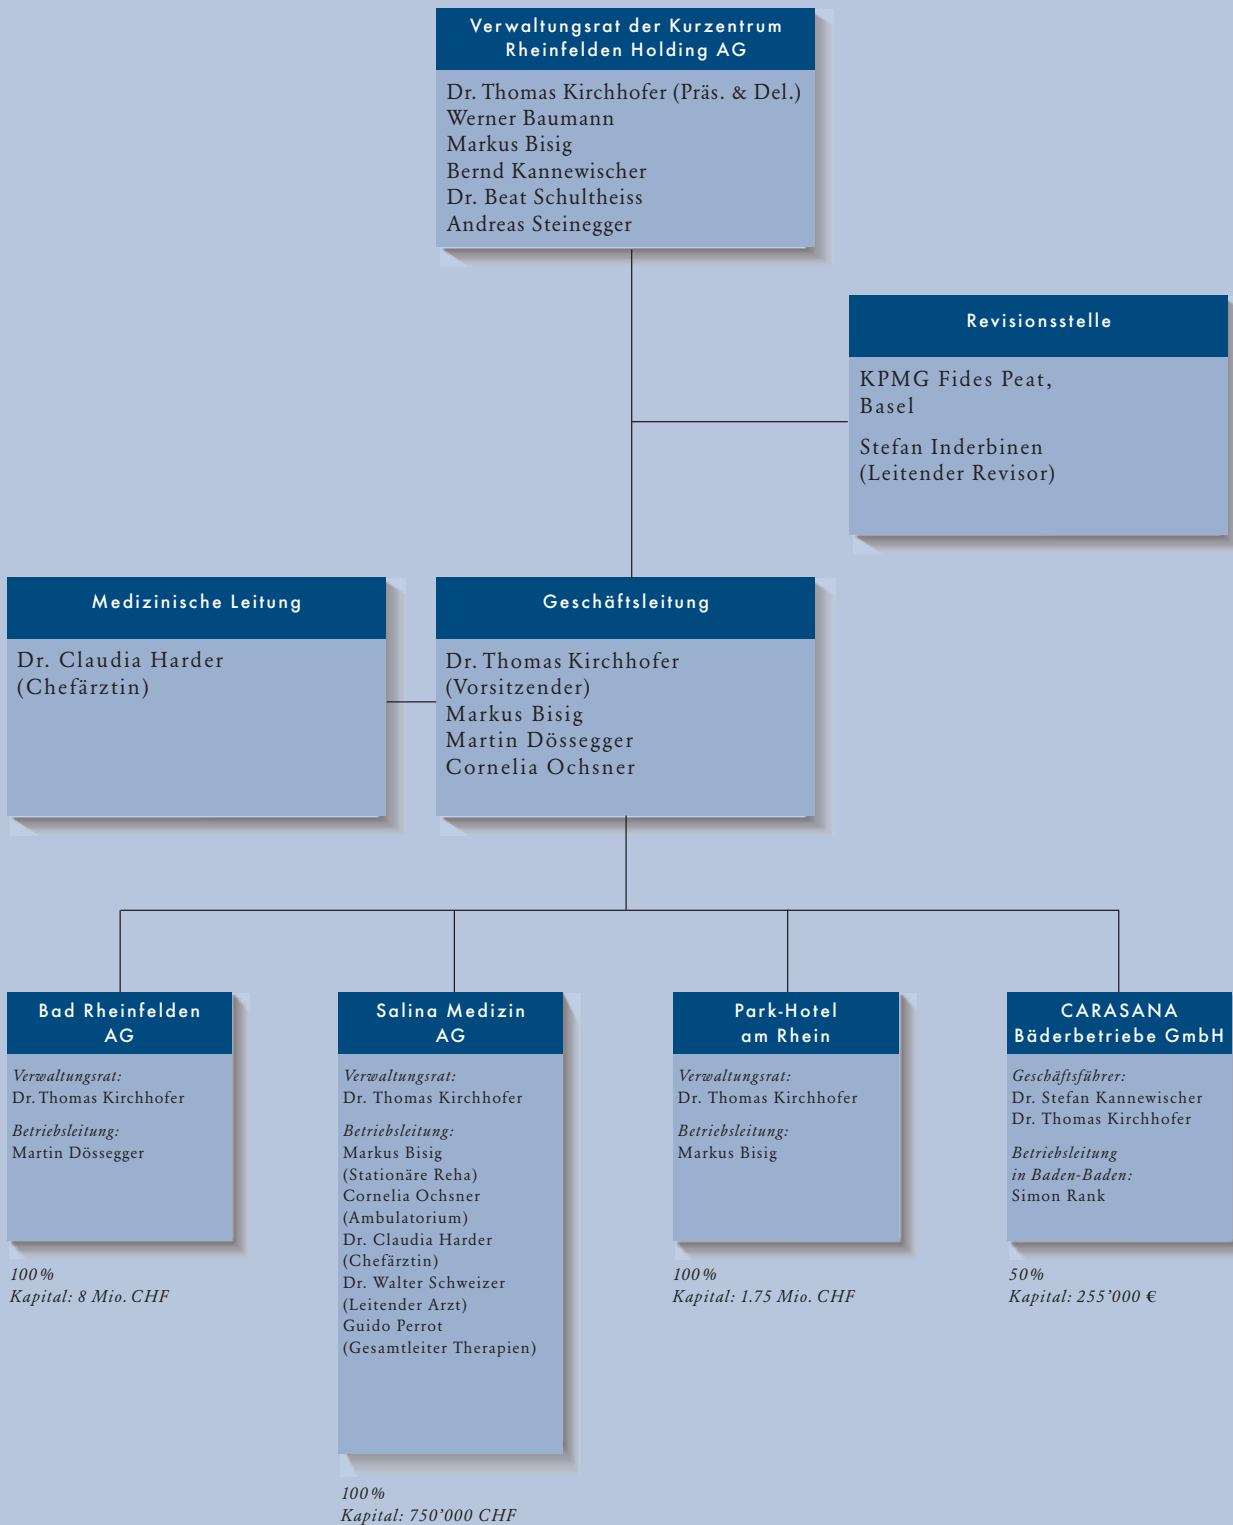 Verwaltungsrat der Kurzentrum
Rheinfelden Holding AG
Dr. Thomas Kirchhofer (Präs. & Del.)
Werner Baumann
Markus Bisig
Bernd Kannewischer
Dr. Beat Schultheiss
Andreas Steinegger
Revisionsstelle
KPMG Fides Peat,
Basel
Stefan Inderbinen
(Leitender Revisor)
Medizinische Leitung
Dr. Claudia Harder
(Chefärztin)
Geschäftsleitung
Dr. Thomas Kirchhofer
(Vorsitzender)
Markus Bisig
Martin Dössegger
Cornelia Ochsner
Bad Rheinfelden
AG
Verwaltungsrat:
Dr. Thomas Kirchhofer
Betriebsleitung:
Martin Dössegger
100%
Kapital: 8 Mio. CHF
Salina Medizin
AG
Verwaltungsrat:
Dr. Thomas Kirchhofer
Betriebsleitung:
Markus Bisig
(Stationäre Reha)
Cornelia Ochsner
(Ambulatorium)
Dr. Claudia Harder
(Chefärztin)
Dr. Walter Schweizer
(Leitender Arzt)
Guido Perrot
(Gesamtleiter Therapien)
100%
Kapital: 750’000 CHF
Park-Hotel
am Rhein
Verwaltungsrat:
Dr. Thomas Kirchhofer
Betriebsleitung:
Markus Bisig
100%
Kapital: 1.75 Mio. CHF
CARASANA
Bäderbetriebe GmbH
Geschäftsführer:
Dr. Stefan Kannewischer
Dr. Thomas Kirchhofer
Betriebsleitung
in Baden-Baden:
Simon Rank
50%
Kapital: 255’000 €